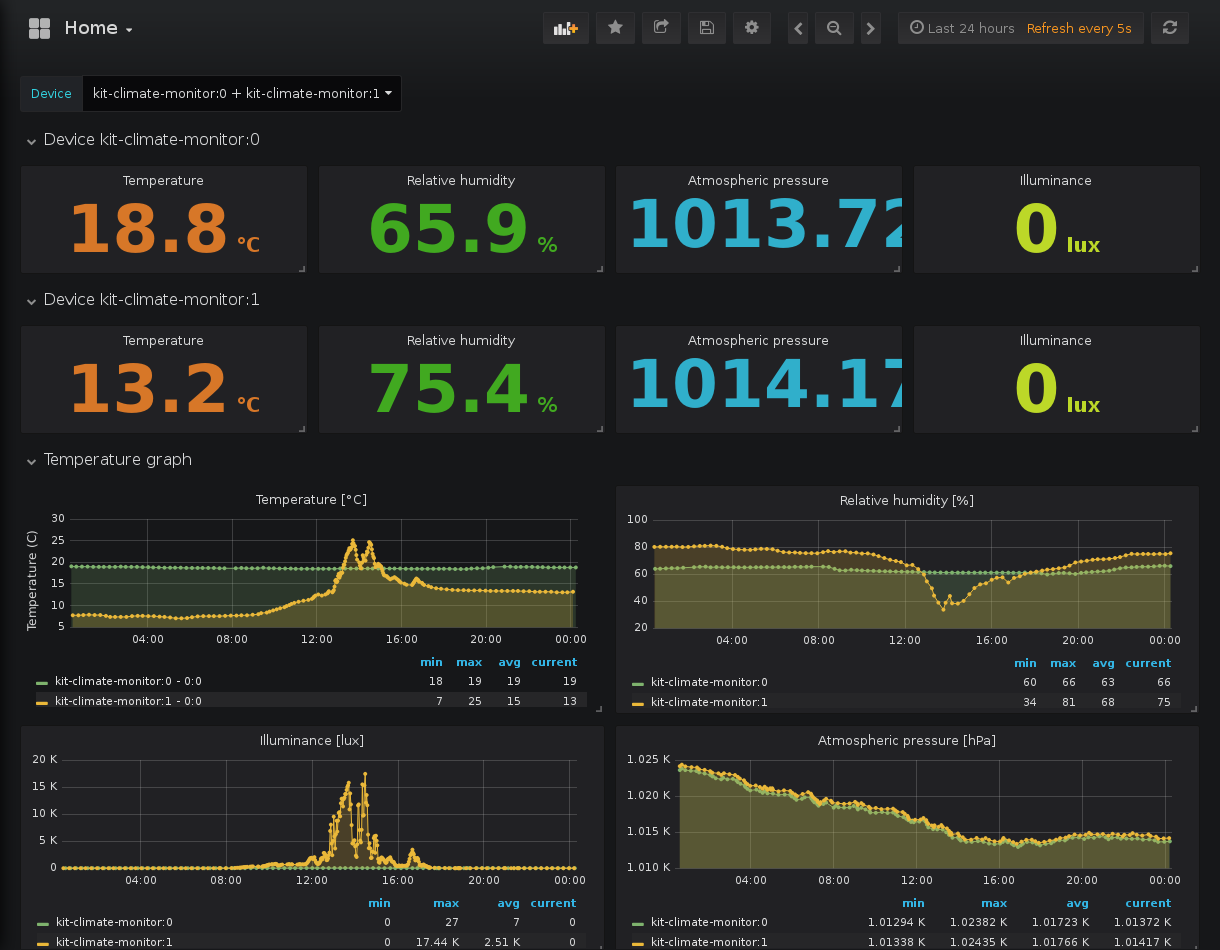 Home
Last 24 hours Refresh every 5s
Device kit-climate-monitor:0 + kit-climate-monitor:1
Device kit-climate-monitor:0
Temperature Relative humidity Atmospheric pressure Illuminance
18.8 °C 65.9 % 1013.72 0 lux
Device kit-climate-monitor:1
Temperature Relative humidity Atmospheric pressure Illuminance
13.2 °C 75.4 % 1014.17 0 lux
Temperature graph
Temperature [°C]
Temperature (C)
30
25
20
15
10
5
04:00 08:00 12:00 16:00 20:00 00:00
min max avg current
kit-climate-monitor:0 - 0:0 18 19 19 19
kit-climate-monitor:1 - 0:0 7 25 15 13
Relative humidity [%]
100
80
60
40
20
04:00 08:00 12:00 16:00 20:00 00:00
min max avg current
kit-climate-monitor:0 60 66 63 66
kit-climate-monitor:1 34 81 68 75
Illuminance [lux]
20 K
15 K
10 K
5 K
0
04:00 08:00 12:00 16:00 20:00 00:00
min max avg current
kit-climate-monitor:0 0 27 7 0
kit-climate-monitor:1 0 17.44 K 2.51 K 0
Atmospheric pressure [hPa]
1.025 K
1.020 K
1.015 K
1.010 K
04:00 08:00 12:00 16:00 20:00 00:00
min max avg current
kit-climate-monitor:0 1.01294 K 1.02382 K 1.01723 K 1.01372 K
kit-climate-monitor:1 1.01338 K 1.02435 K 1.01766 K 1.01417 K